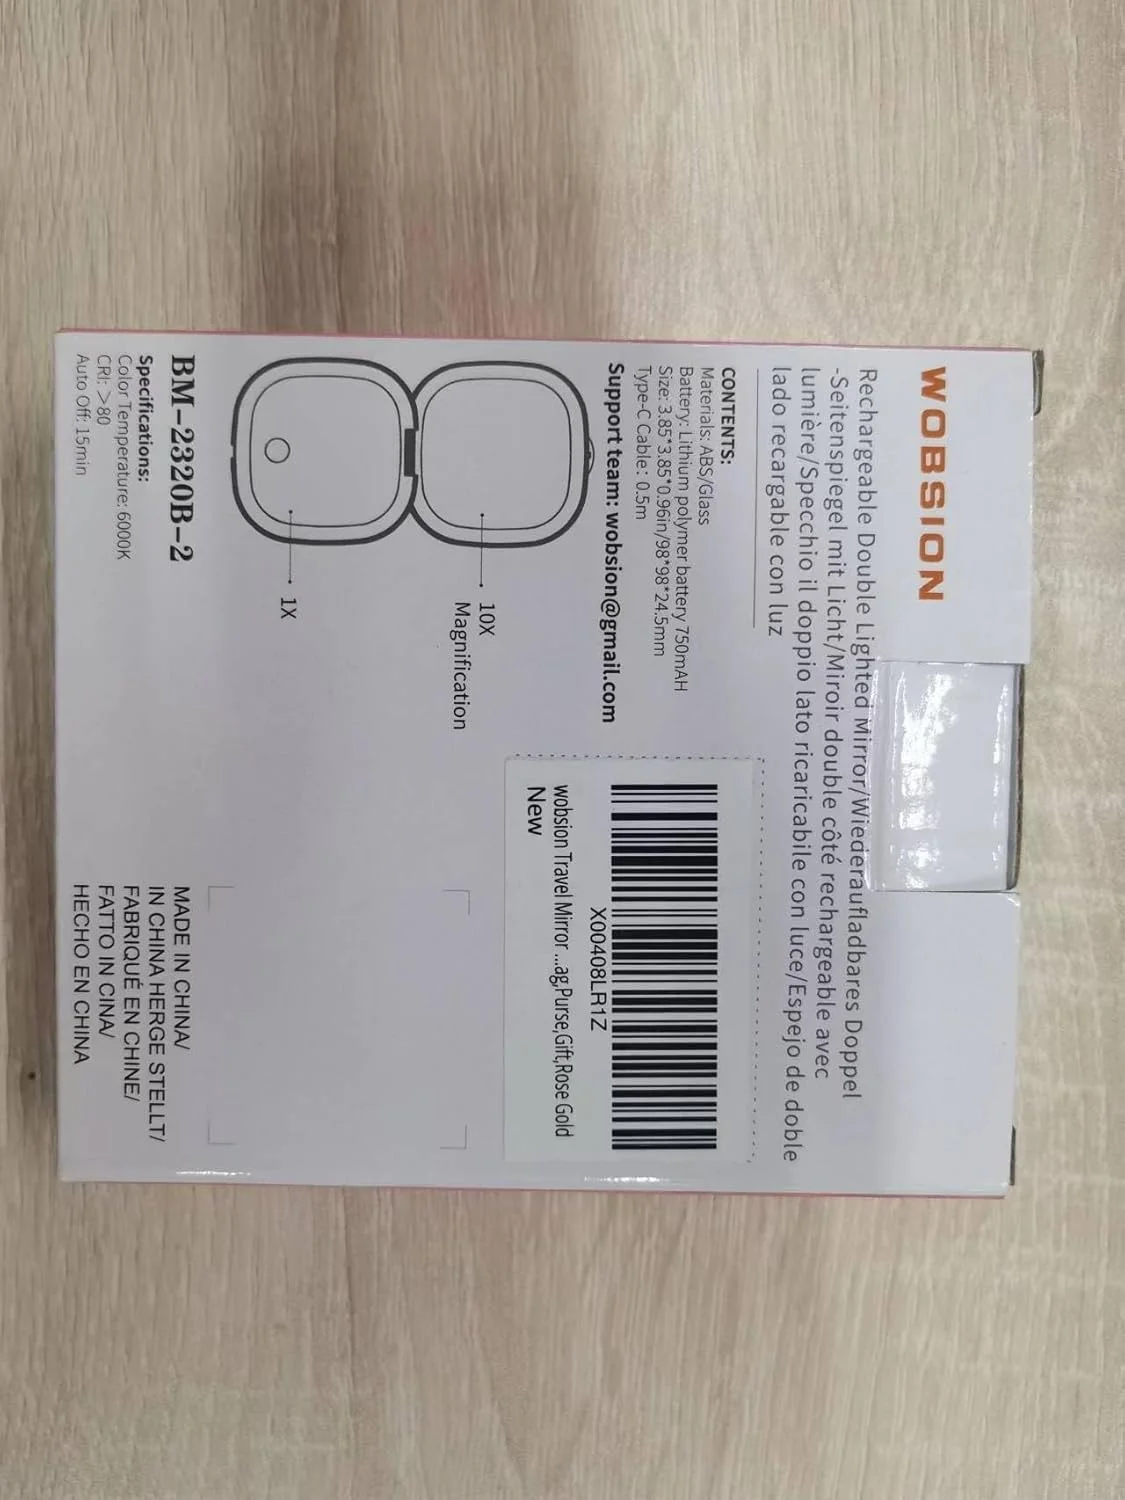 WOBSION
Rechargeable Double Lighted Mirror/Wiederaufladbares Doppel
-Seitenspiegel mit Licht/Miroir double côté rechargeable avec
lumière/Specchio il doppio lato ricaricabile con luce/Espejo de doble
lado recargable con luz
CONTENTS:
Materials: ABS/Glass
Battery: Lithium polymer battery 750mAH
Size: 3.85*3.85*0.96in/98*98*24.5mm
Type-C Cable: 0.5m
Support team: wobsion@gmail.com
X00408LR1Z
wobsion Travel Mirror ...ag,Purse,Gift,Rose Gold
New
10X
Magnification
1X
BM-2320B-2
Specifications:
Color Temperature: 6000K
CRI: >80
Auto Off: 15min
MADE IN CHINA/
IN CHINA HERGE STELLT/
FABRIQUÉ EN CHINE/
FATTO IN CINA/
HECHO EN CHINA